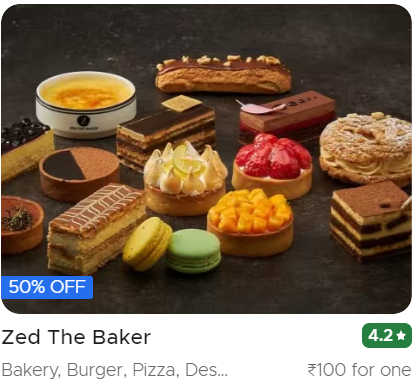 50% OFF
Zed The Baker
4.2★
Bakery, Burger, Pizza, Des...
₹100 for one